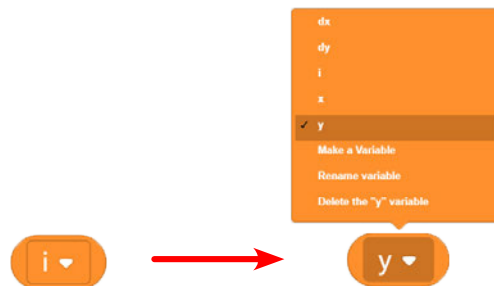 dx
dy
i
x
✓ y
Make a Variable
Rename variable
Delete the "y" variable
i
y